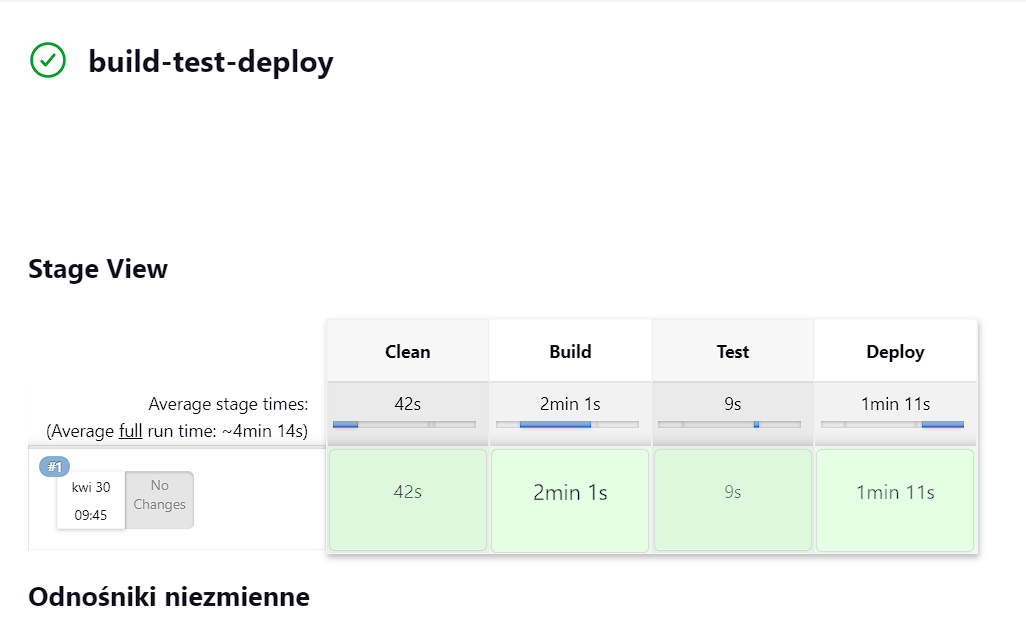 build-test-deploy
Stage View
Clean Build Test Deploy
Average stage times: 42s 2min 1s 9s 1min 11s
(Average full run time: ~4min 14s)
#1
kwi 30
09:45
No
Changes
42s 2min 1s 9s 1min 11s
Odnośniki niezmienne